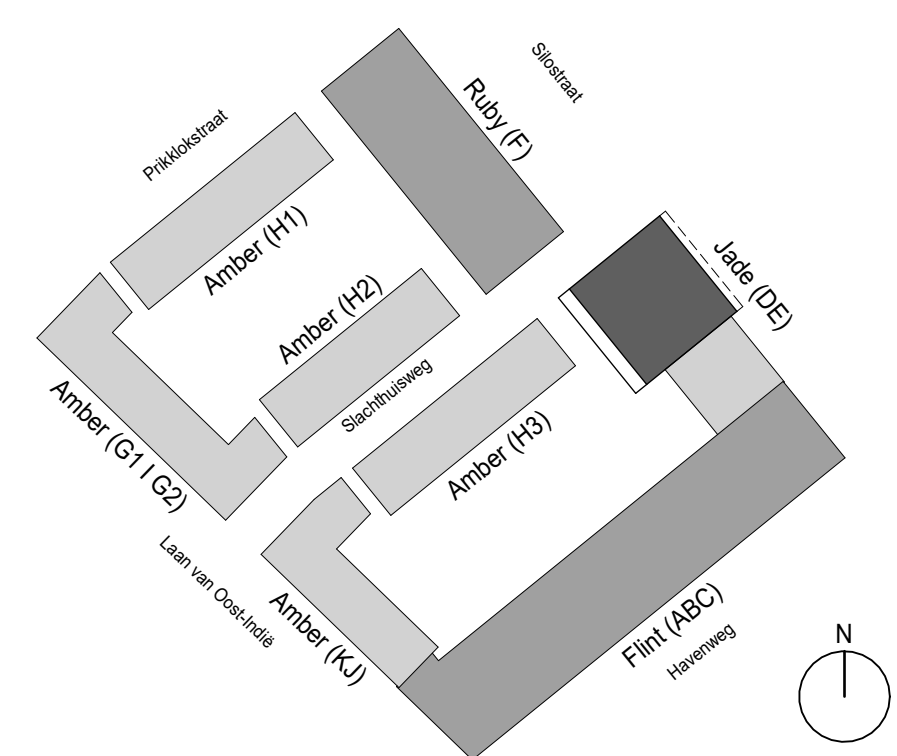 Silostraat
Ruby (F)
Prikklokstraat
Amber (H1)
Jade (DE)
Amber (H2)
Slachthuisweg
Amber (G1 I G2)
Amber (H3)
Laan van Oost-Indië
Amber (KJ)
Flint (ABC)
Havenweg
N